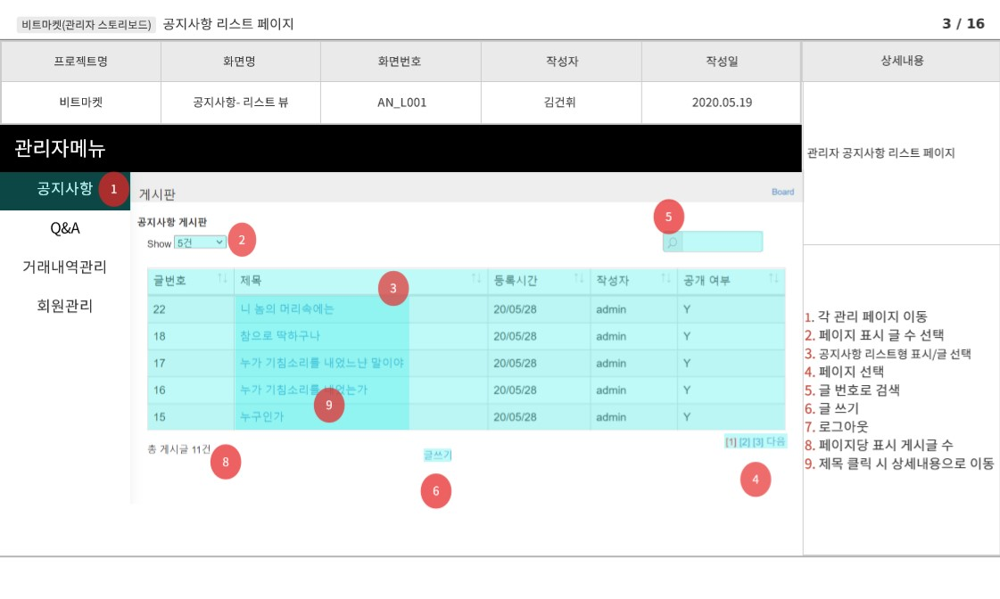 비트마켓(관리자 스토리보드) 공지사항 리스트 페이지 3 / 16
프로젝트명 화면명 화면번호 작성자 작성일 상세내용
비트마켓 공지사항- 리스트 뷰 AN_L001 김건휘 2020.05.19
관리자메뉴
관리자 공지사항 리스트 페이지
공지사항 1
Q&A
거래내역관리
회원관리
게시판 Board
공지사항 게시판 5
Show 5건 2
글번호 제목 3 등록시간 작성자 공개 여부
22 니 놈의 머리속에는 20/05/28 admin Y
18 참으로 딱하구나 20/05/28 admin Y
17 누가 기침소리를 내었느냔 말이야 20/05/28 admin Y
16 누가 기침소리를 내었는가 20/05/28 admin Y
15 누구인가 9 20/05/28 admin Y
총 게시글 11건 8 글쓰기 [1] [2] [3] 다음
6 4
1. 각 관리 페이지 이동
2. 페이지 표시 글 수 선택
3. 공지사항 리스트형 표시/글 선택
4. 페이지 선택
5. 글 번호로 검색
6. 글 쓰기
7. 로그아웃
8. 페이지당 표시 게시글 수
9. 제목 클릭 시 상세내용으로 이동